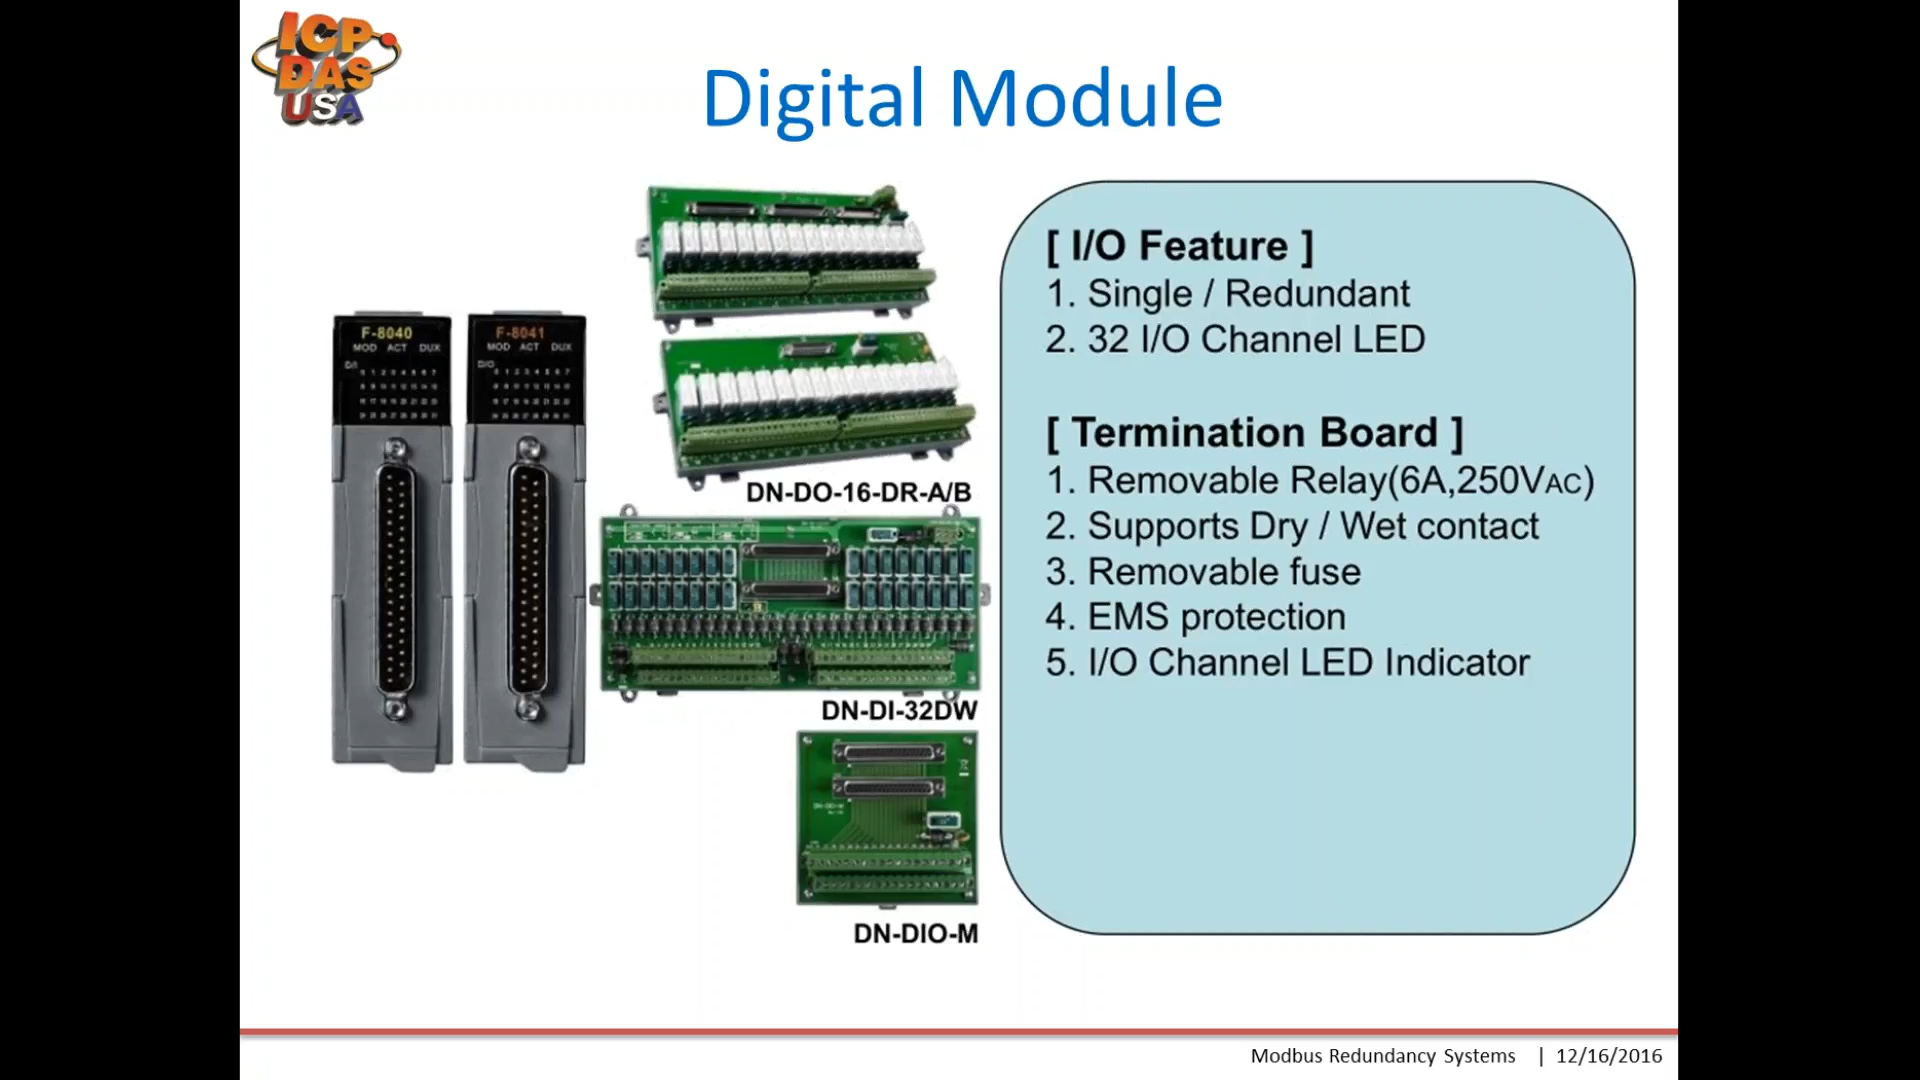 ICP
DAS
USA
Digital Module
F-8040
MOD ACT DUX
F-8041
MOD ACT DUX
DN-DO-16-DR-A/B
DN-DI-32DW
DN-DIO-M
[ I/O Feature ]
1. Single / Redundant
2. 32 I/O Channel LED
[ Termination Board ]
1. Removable Relay(6A,250VAC)
2. Supports Dry / Wet contact
3. Removable fuse
4. EMS protection
5. I/O Channel LED Indicator
Modbus Redundancy Systems | 12/16/2016